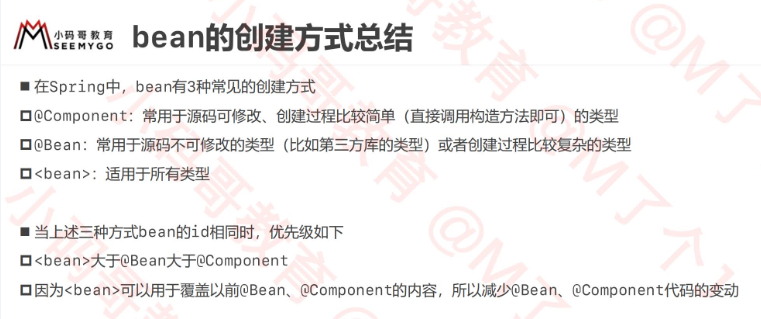 小码哥教育
SEEMYGO
bean的创建方式总结
■ 在Spring中，bean有3种常见的创建方式
□ @Component：常用于源码可修改、创建过程比较简单（直接调用构造方法即可）的类型
□ @Bean：常用于源码不可修改的类型（比如第三方库的类型）或者创建过程比较复杂的类型
□ <bean>：适用于所有类型
■ 当上述三种方式bean的id相同时，优先级如下
□ <bean>大于@Bean大于@Component
□ 因为<bean>可以用于覆盖以前@Bean、@Component的内容，所以减少@Bean、@Component代码的变动
小码哥教育 @M了个J